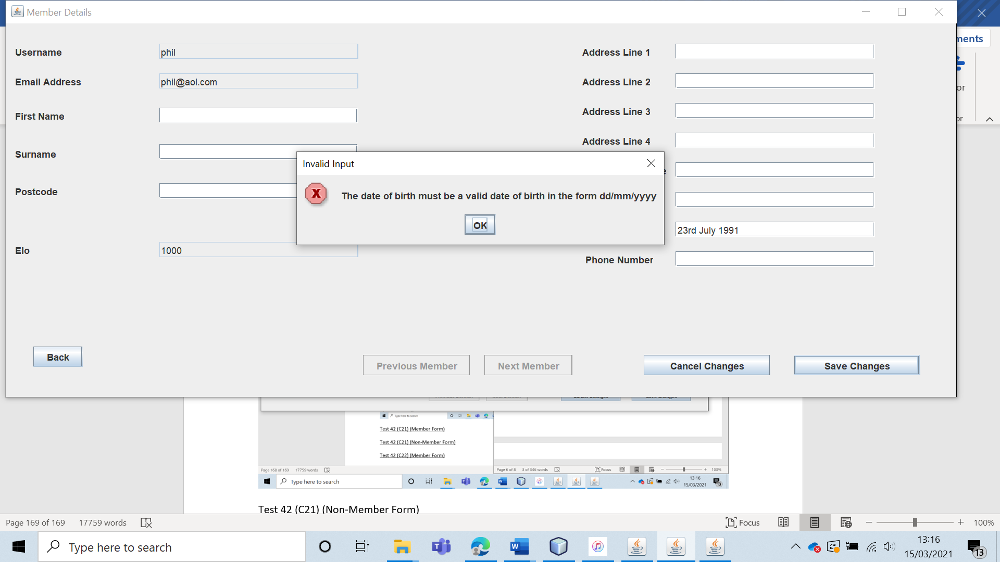 Member Details
ments
Username
phil
Address Line 1
Email Address
phil@aol.com
Address Line 2
or
First Name
Address Line 3
or
Address Line 4
Surname
Invalid Input
e
Postcode
The date of birth must be a valid date of birth in the form dd/mm/yyyy
OK
23rd July 1991
Elo
1000
Phone Number
Back
Previous Member
Next Member
Cancel Changes
Save Changes
Type here to search
Test 42 (C21) (Member Form)
Test 42 (C21) (Non-Member Form)
Test 42 (C22) (Member Form)
Page 168 of 169 17759 words
Page 6 of 8 3 of 346 words
Focus
100%
Type here to search
13:16
15/03/2021
13
Test 42 (C21) (Non-Member Form)
Page 169 of 169 17759 words
Focus
100%
Type here to search
13:16
15/03/2021
13